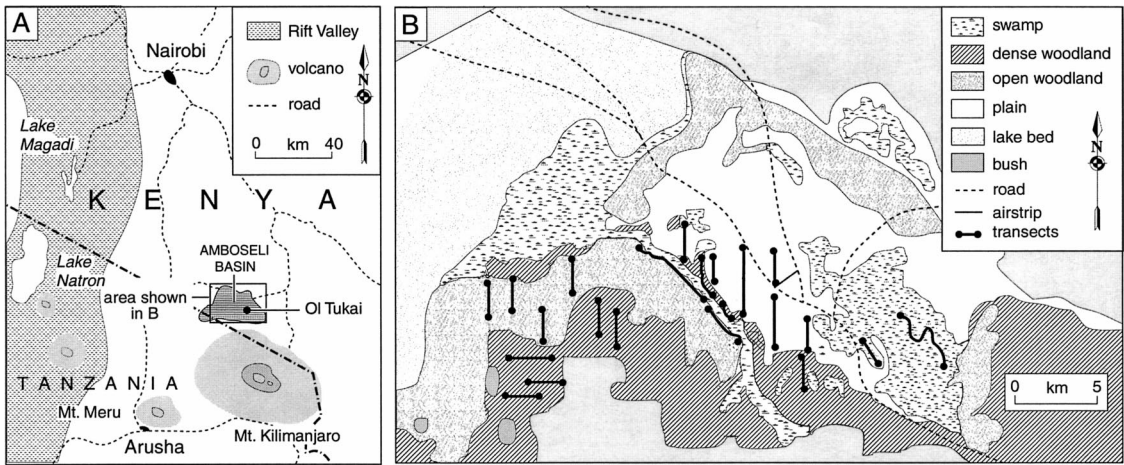 A
Nairobi
Lake
Magadi
K E N Y A
AMBOSELI
BASIN
Lake
Natron
area shown
in B
Ol Tukai
TANZANIA
Mt. Meru
Arusha
Mt. Kilimanjaro
Rift Valley
volcano
road
N
0 km 40
B
swamp
dense woodland
open woodland
plain
lake bed
bush
road
airstrip
transects
N
0 km 5